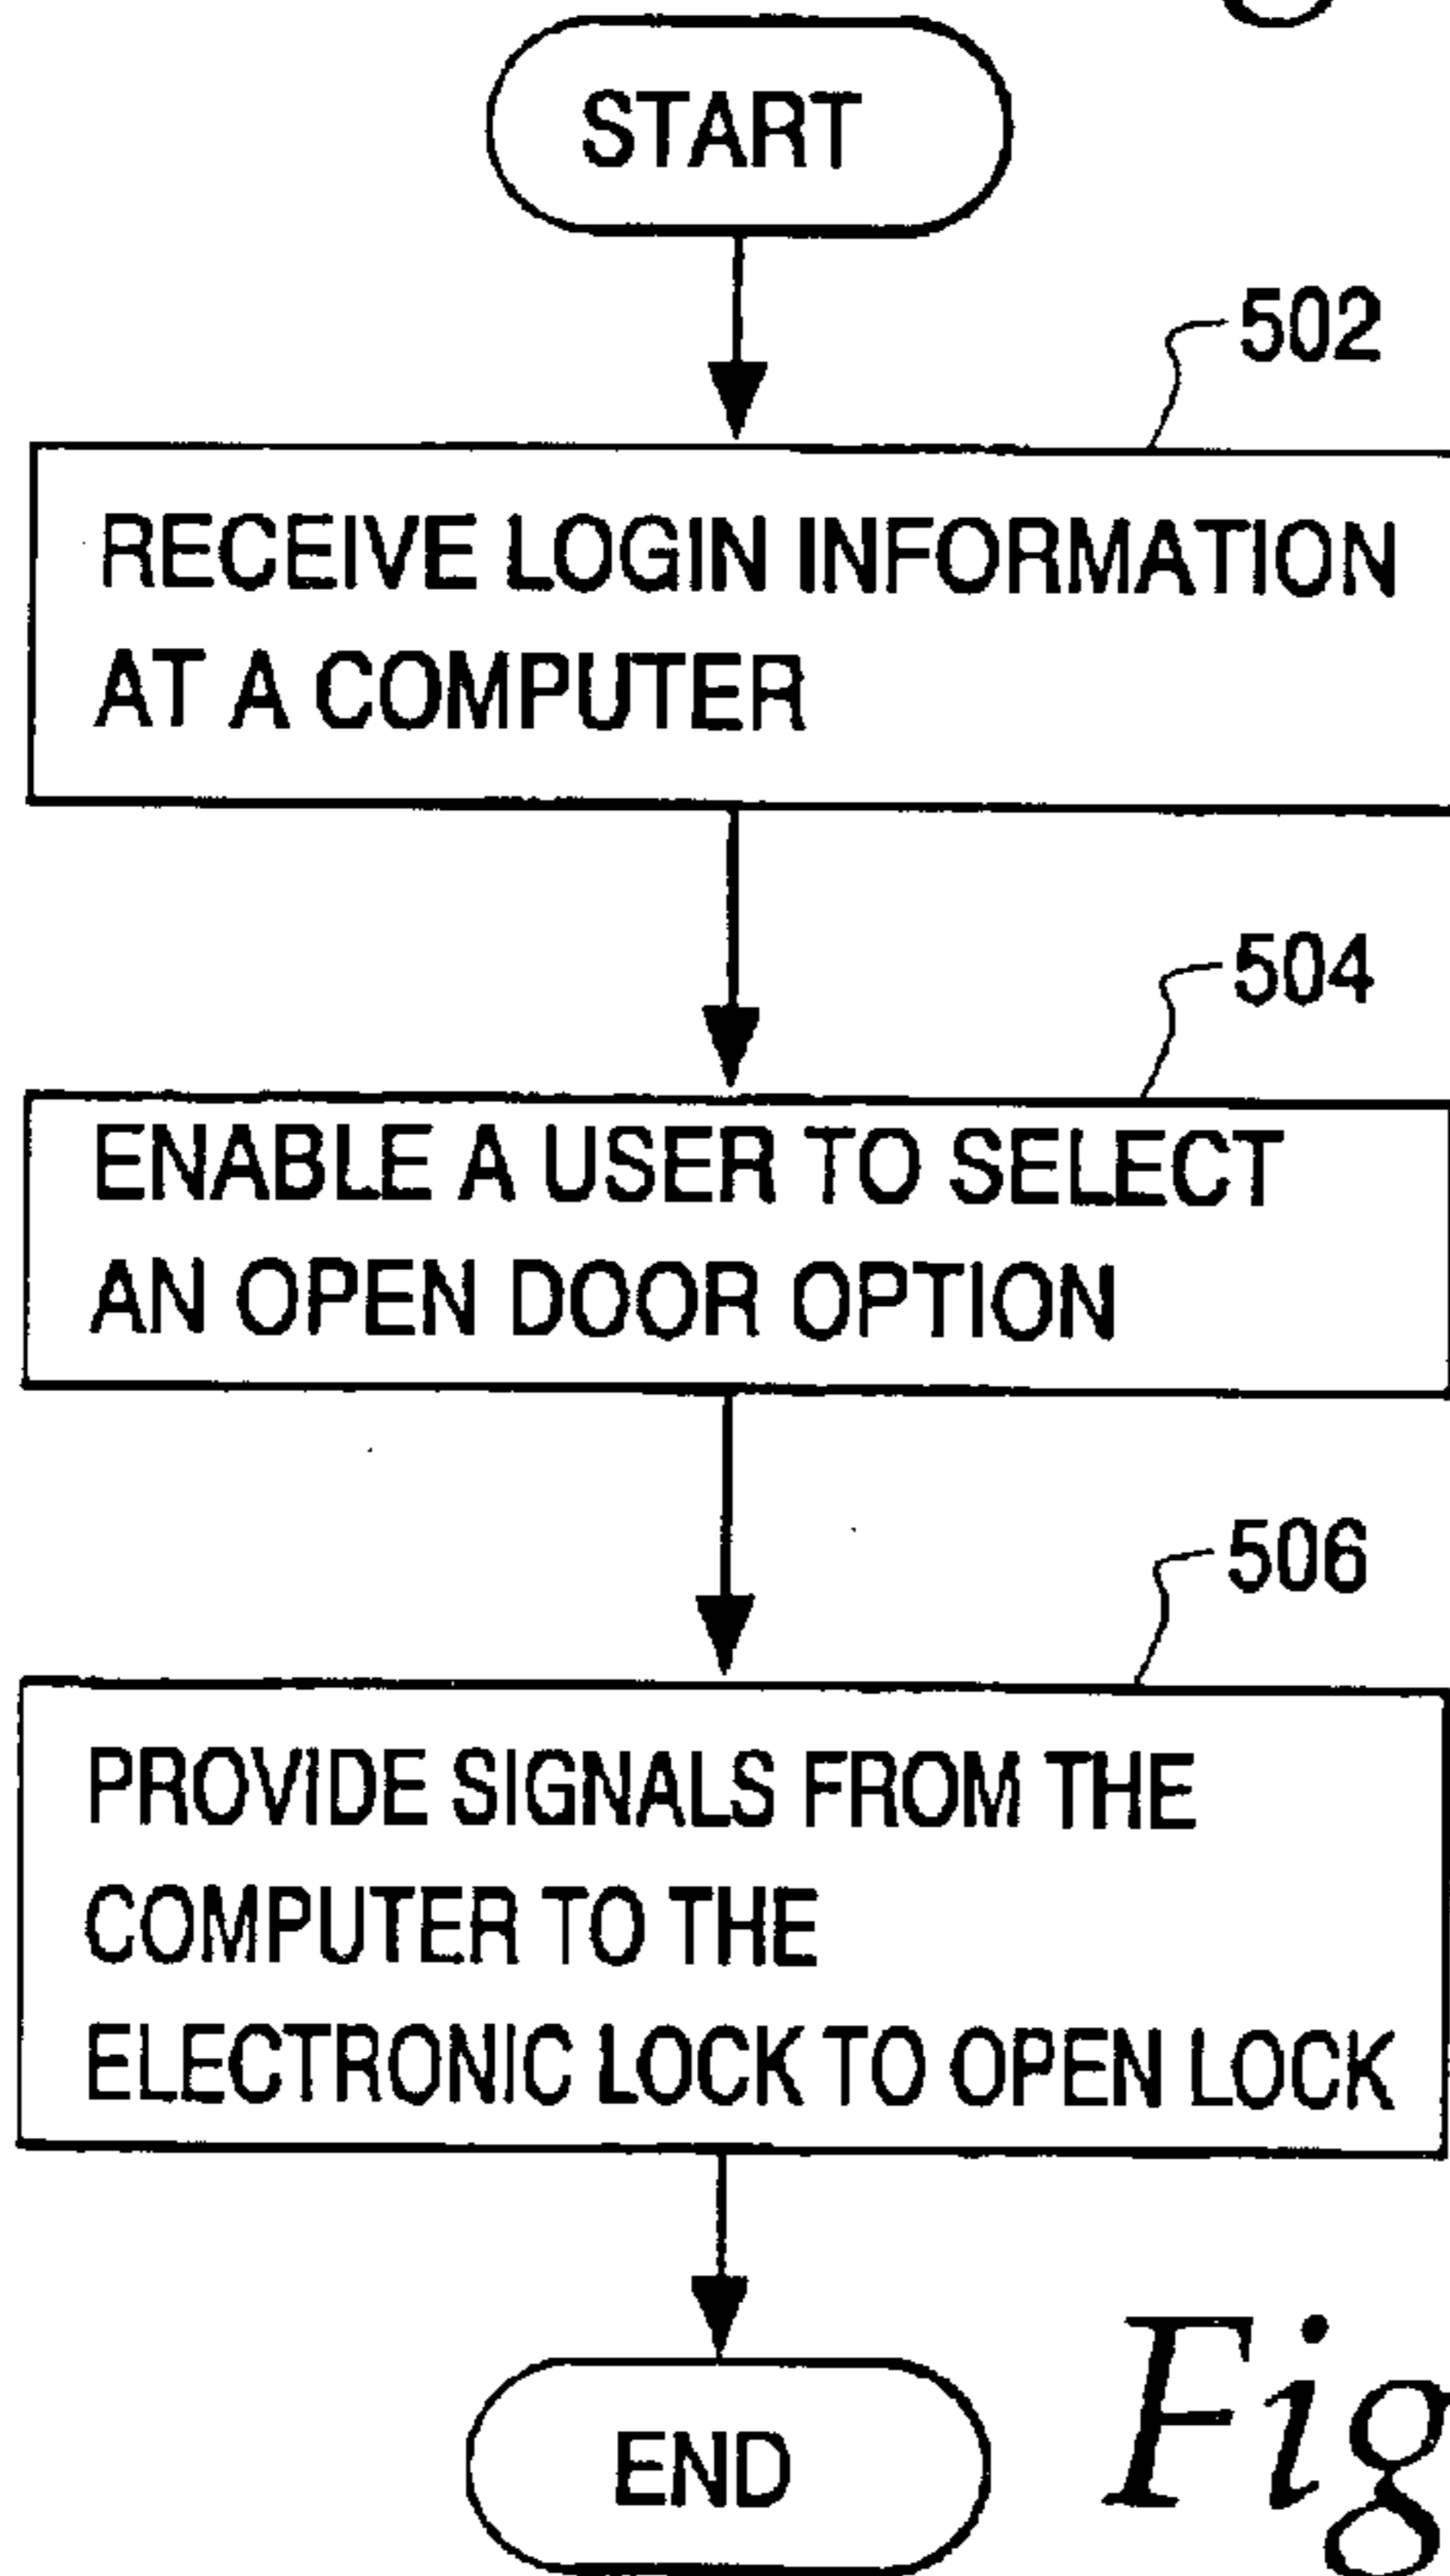 START
502
RECEIVE LOGIN INFORMATION
AT A COMPUTER
504
ENABLE A USER TO SELECT
AN OPEN DOOR OPTION
506
PROVIDE SIGNALS FROM THE
COMPUTER TO THE
ELECTRONIC LOCK TO OPEN LOCK
END
Fig